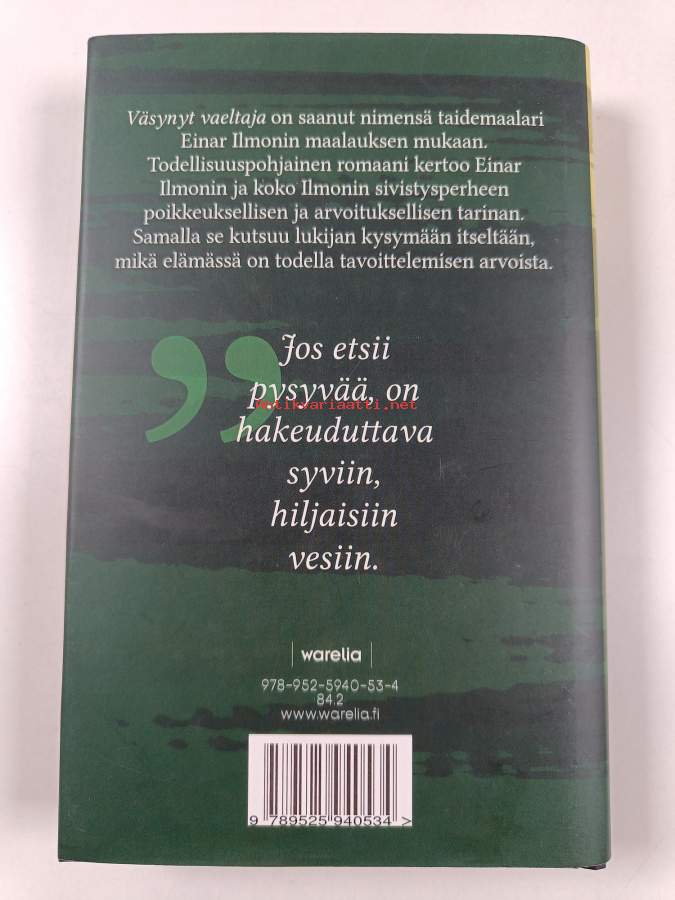 Väsynyt vaeltaja on saanut nimensä taidemaalari
Einar Ilmonin maalauksen mukaan.
Todellisuuspohjainen romaani kertoo Einar
Ilmonin ja koko Ilmonin sivistysperheen
poikkeuksellisen ja arvoituksellisen tarinan.
Samalla se kutsuu lukijan kysymään itseltään,
mikä elämässä on todella tavoittelemisen arvoista.
”
Jos etsii
pysyvää, on
Antikvariaatti.net
hakeuduttava
syviin,
hiljaisiin
vesiin.
| warelia |
978-952-5940-53-4
84.2
www.warelia.fi
9 789525 940534 >